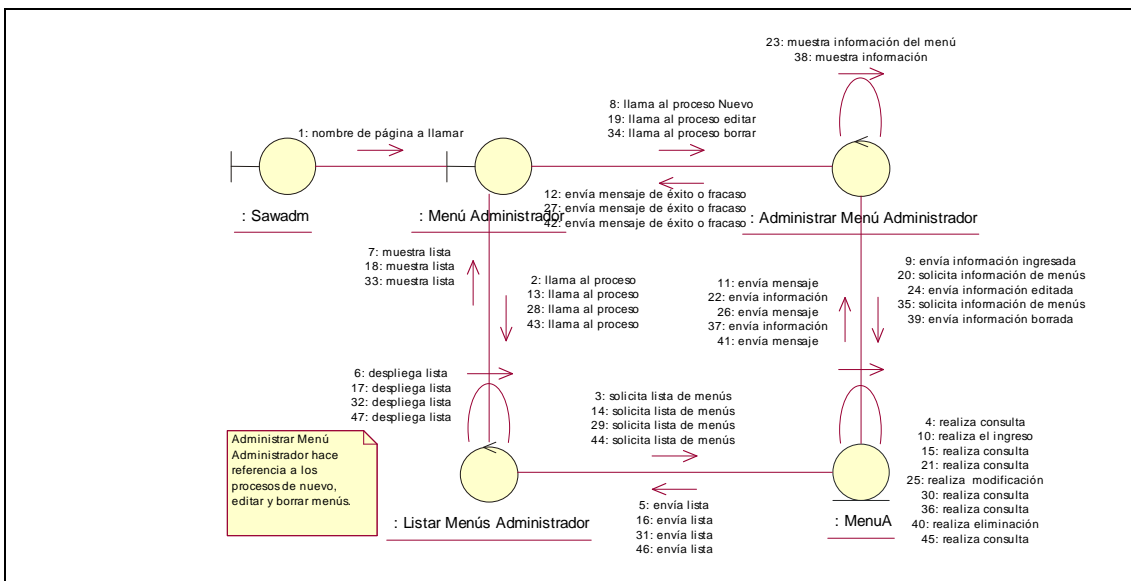 23: muestra información del menú
38: muestra información
8: llama al proceso Nuevo
19: llama al proceso editar
34: llama al proceso borrar
1: nombre de página a llamar
12: envía mensaje de éxito o fracaso
27: envía mensaje de éxito o fracaso
42: envía mensaje de éxito o fracaso
: Sawadm
: Menú Administrador
: Administrar Menú Administrador
7: muestra lista
18: muestra lista
33: muestra lista
2: llama al proceso
13: llama al proceso
28: llama al proceso
43: llama al proceso
11: envía mensaje
22: envía información
26: envía mensaje
37: envía información
41: envía mensaje
9: envía información ingresada
20: solicita información de menús
24: envía información editada
35: solicita información de menús
39: envía información borrada
6: despliega lista
17: despliega lista
32: despliega lista
47: despliega lista
3: solicita lista de menús
14: solicita lista de menús
29: solicita lista de menús
44: solicita lista de menús
4: realiza consulta
10: realiza el ingreso
15: realiza consulta
21: realiza consulta
25: realiza modificación
30: realiza consulta
36: realiza consulta
40: realiza eliminación
45: realiza consulta
Administrar Menú
Administrador hace
referencia a los
procesos de nuevo,
editar y borrar menús.
: Listar Menús Administrador
5: envía lista
16: envía lista
31: envía lista
46: envía lista
: MenuA